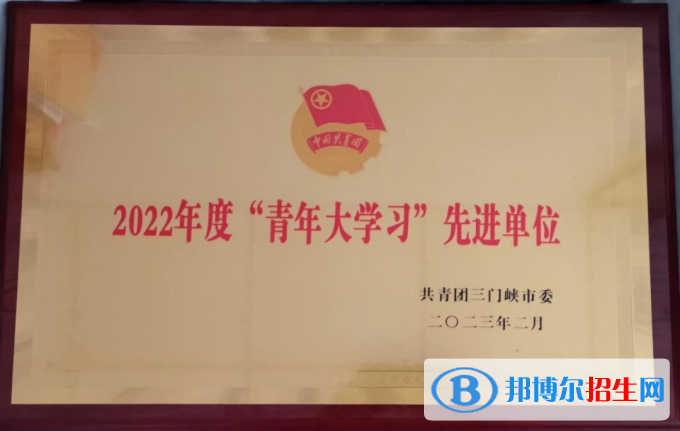 中国共青团
2022年度“青年大学习”先进单位
共青团三门峡市委
二〇二三年二月
B 邦博尔招生网